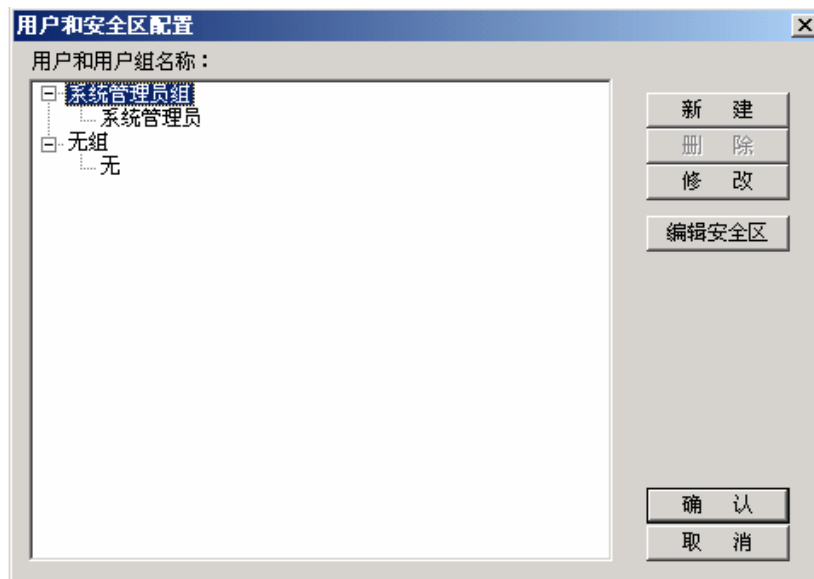 用户和安全区配置
用户和用户组名称：
系统管理员组
系统管理员
无组
无
新 建
删 除
修 改
编辑安全区
确 认
取 消